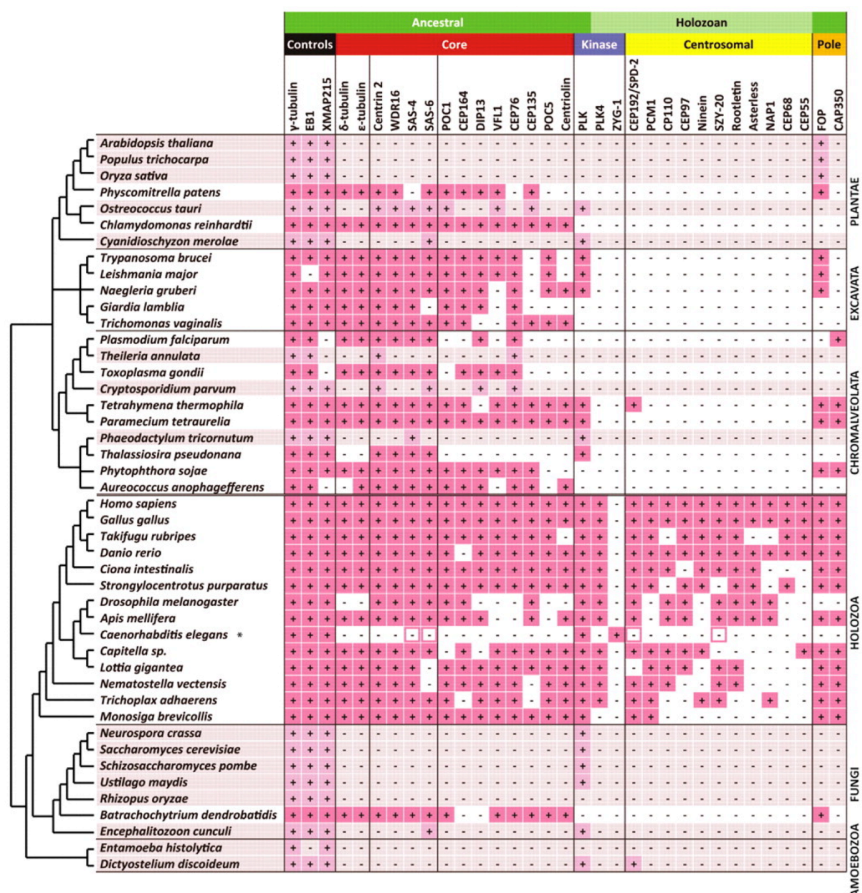 Ancestral Holozoan
Controls Core Kinase Centrosomal Pole
γ-tubulin
EB1
XMAP215
δ-tubulin
ε-tubulin
Centrin 2
WDR16
SAS-4
SAS-6
POC1
CEP164
DIP13
VFL1
CEP76
CEP135
POC5
Centriolin
PLK
PLK4
ZYG-1
CEP192/SPD-2
PCM1
CP110
CEP97
Ninein
SZY-20
Rootletin
Asterless
NAP1
CEP68
CEP55
FOP
CAP350
Arabidopsis thaliana
Populus trichocarpa
Oryza sativa
Physcomitrella patens
Ostreococcus tauri
Chlamydomonas reinhardtii
Cyanidioschyzon merolae
PLANTAE
Trypanosoma brucei
Leishmania major
Naegleria gruberi
Giardia lamblia
Trichomonas vaginalis
EXCAVATA
Plasmodium falciparum
Theileria annulata
Toxoplasma gondii
Cryptosporidium parvum
Tetrahymena thermophila
Paramecium tetraurelia
Phaeodactylum tricornutum
Thalassiosira pseudonana
Phytophthora sojae
Aureococcus anophagefferens
CHROMALVEOLATA
Homo sapiens
Gallus gallus
Takifugu rubripes
Danio rerio
Ciona intestinalis
Strongylocentrotus purparatus
Drosophila melanogaster
Apis mellifera
Caenorhabditis elegans *
Capitella sp.
Lottia gigantea
Nematostella vectensis
Trichoplax adhaerens
Monosiga brevicollis
HOLOZOA
Neurospora crassa
Saccharomyces cerevisiae
Schizosaccharomyces pombe
Ustilago maydis
Rhizopus oryzae
Batrachochytrium dendrobatidis
Encephalitozoon cunculi
FUNGI
Entamoeba histolytica
Dictyostelium discoideum
AMOEBOZOA